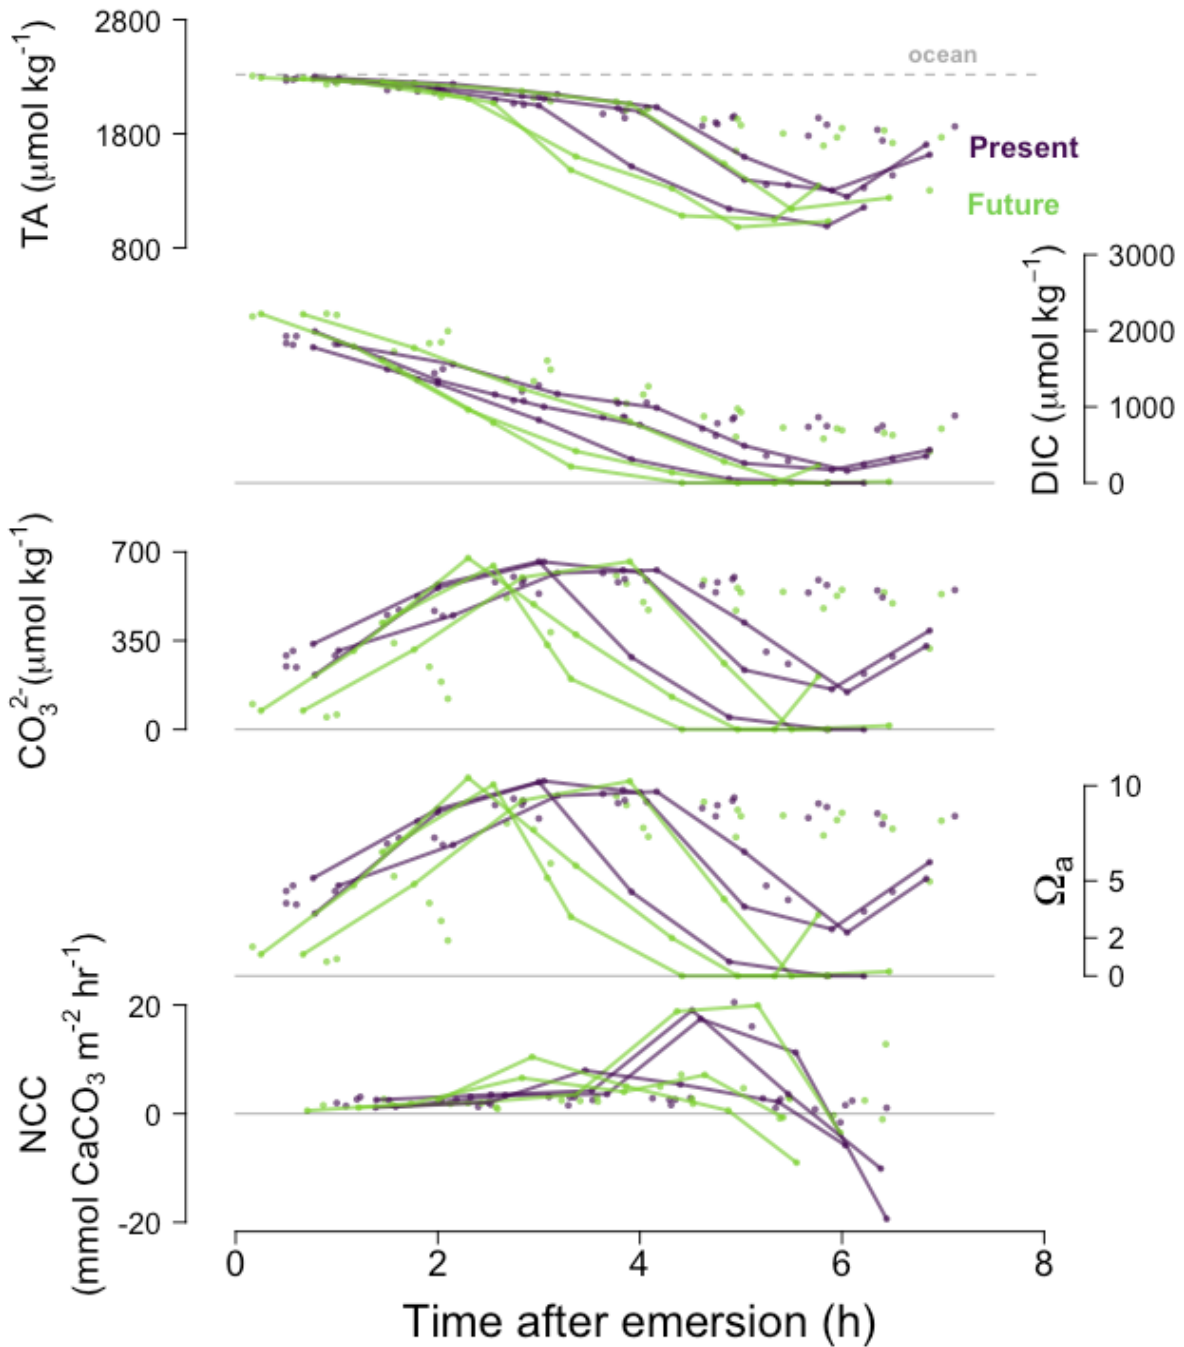 TA (μmol kg⁻¹)
2800
1800
800
ocean
Present
Future
DIC (μmol kg⁻¹)
3000
2000
1000
0
CO₃²⁻(μmol kg⁻¹)
700
350
0
Ωₐ
10
5
2
0
NCC
(mmol CaCO₃ m⁻² hr⁻¹)
20
0
-20
0 2 4 6 8
Time after emersion (h)